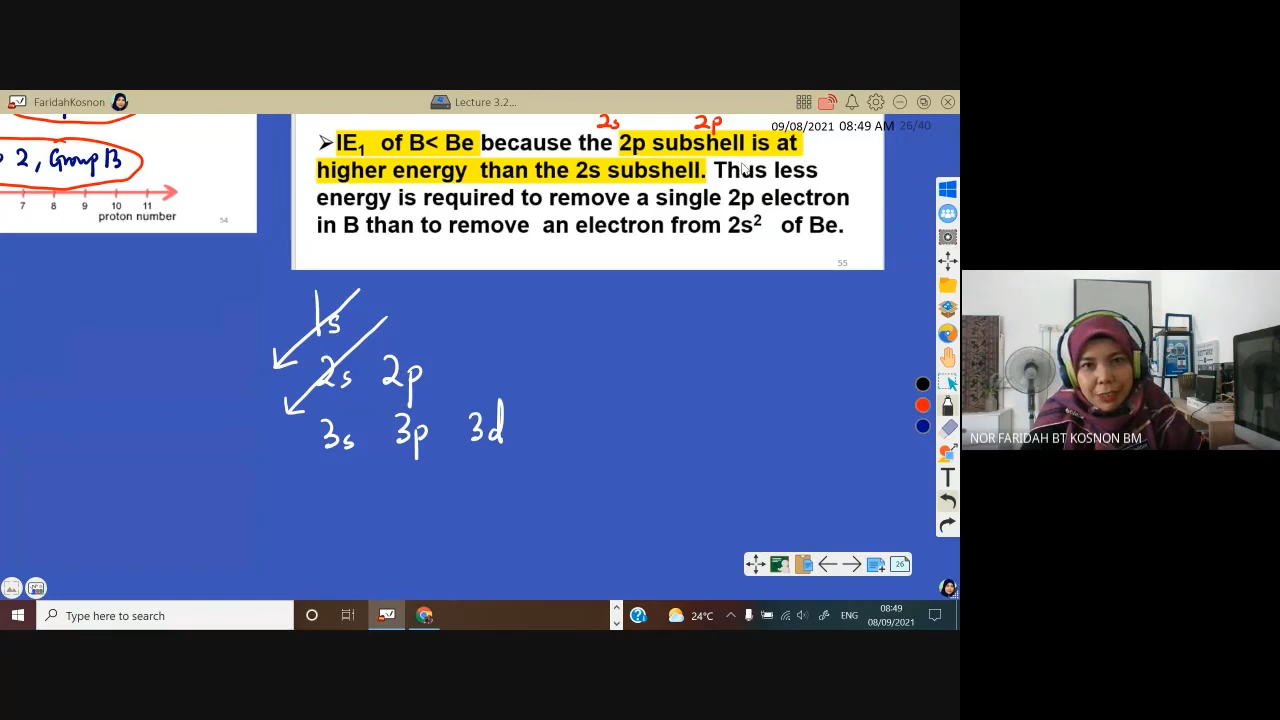 FaridahKosnon
Lecture 3.2...
09/08/2021 08:49 AM 26/40
2s 2p
➢IE1 of B< Be because the 2p subshell is at
higher energy than the 2s subshell. Thus less
energy is required to remove a single 2p electron
in B than to remove an electron from 2s² of Be.
55
2, Group 13
7 8 9 10 11
proton number
54
1s
2s 2p
3s 3p 3d
NOR FARIDAH BT KOSNON BM
T
26
Type here to search
24°C
ENG
08:49
08/09/2021